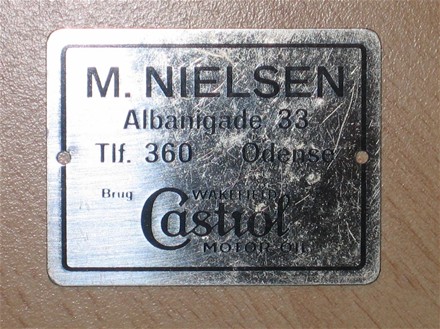 M. NIELSEN
Albanigade 33
Tlf. 360 Odense
Brug WAKEFIELD
Castrol
MOTOR OIL